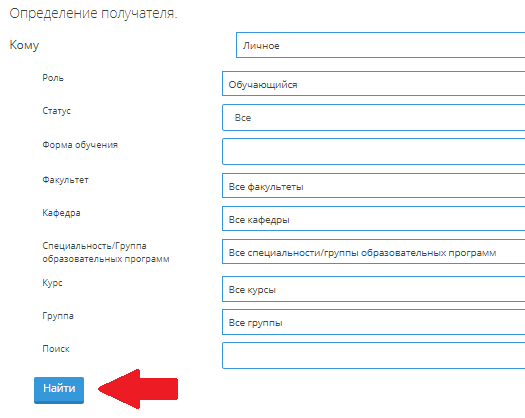 Определение получателя.
Кому Личное
Роль Обучающийся
Статус Все
Форма обучения
Факультет Все факультеты
Кафедра Все кафедры
Специальность/Группа
образовательных программ Все специальности/группы образовательных программ
Курс Все курсы
Группа Все группы
Поиск
Найти